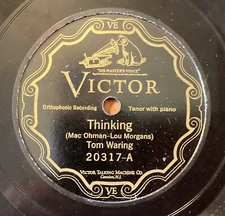 VE
"HIS MASTER'S VOICE"
VICTOR
Orthophonic Recording
Tenor with piano
Thinking
(Mac Ohman-Lou Morgans)
Tom Waring
20317-A
VICTOR TALKING MACHINE CO.
Camden, N.J.
VE